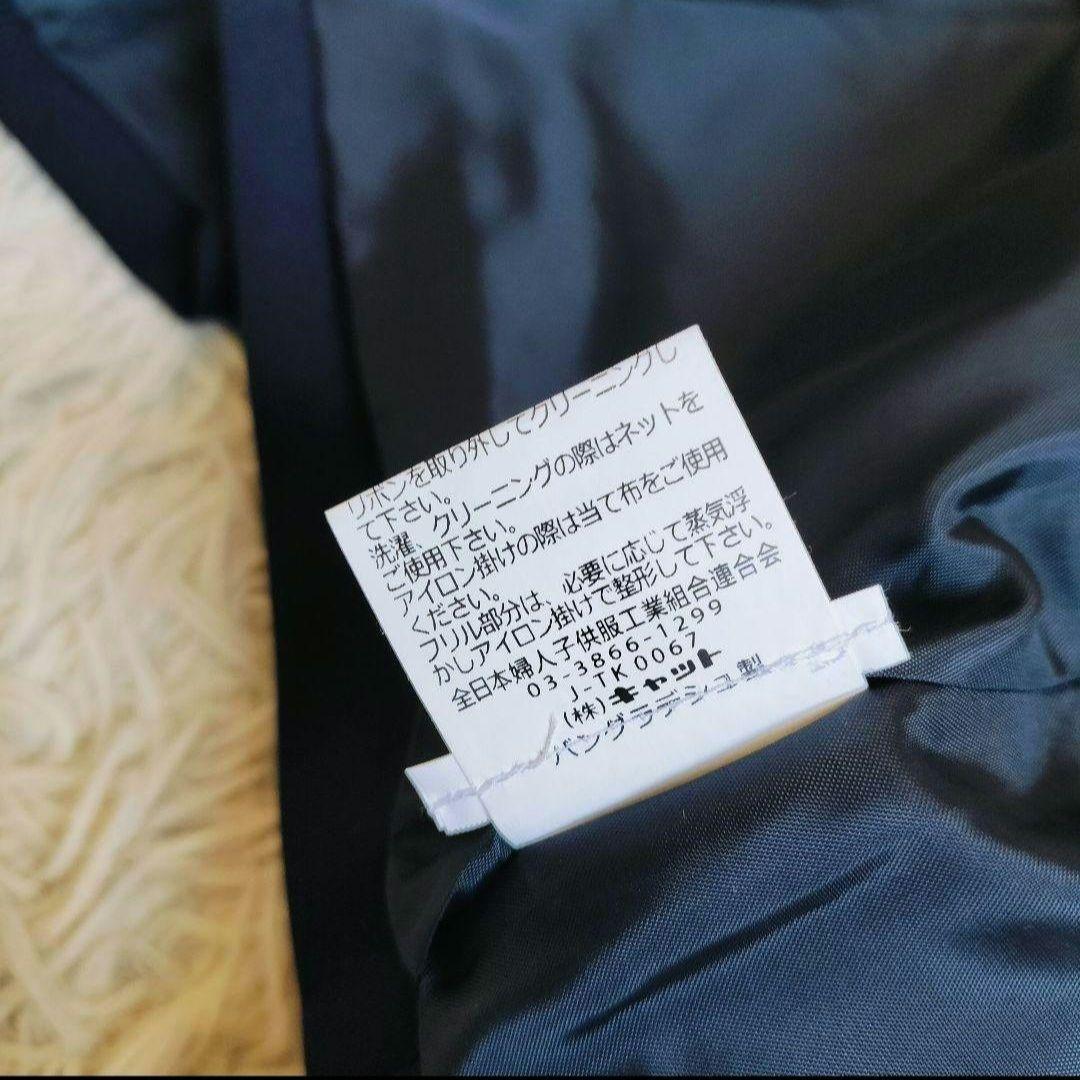 リボンを取り外してクリーニングし
て下さい。
洗濯、クリーニングの際はネットを
ご使用下さい。
アイロン掛けの際は当て布をご使用
ください。
フリル部分は、必要に応じて蒸気浮
かしアイロン掛けで整形して下さい。
全日本婦人子供服工業組合連合会
03-3866-1299
J-TK0067
(株)キャット
バングラデシュ製